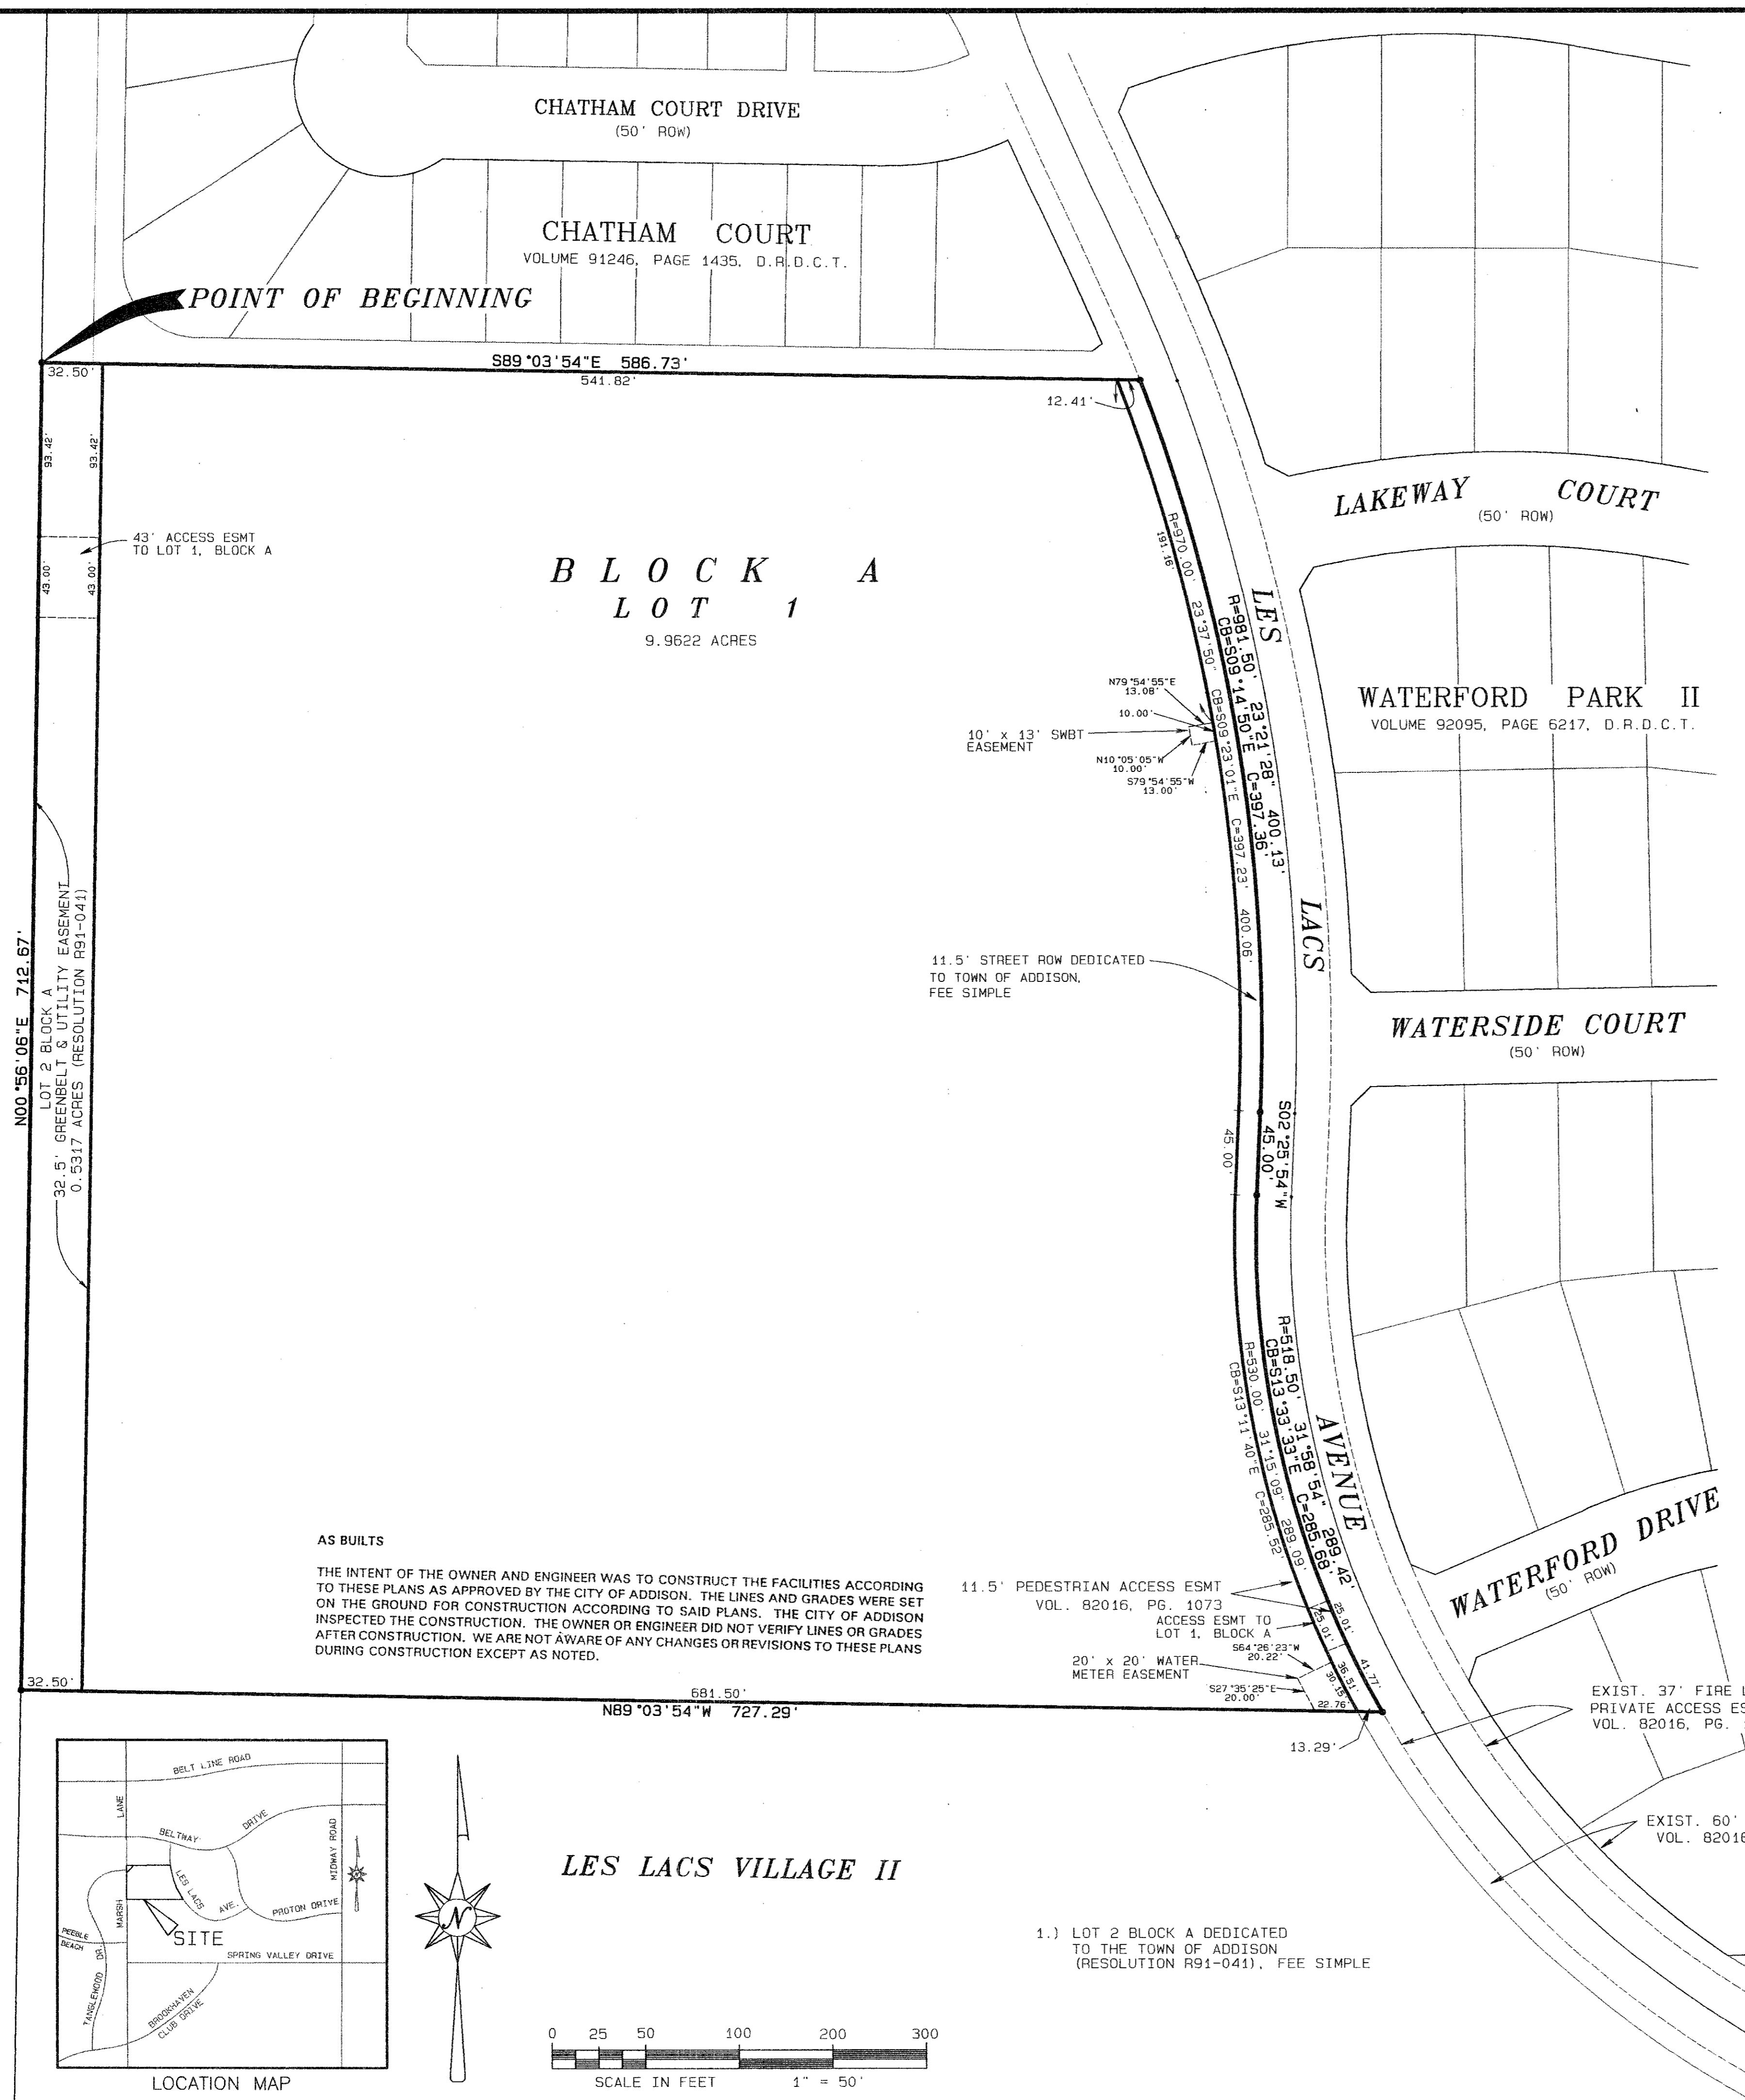 CHATHAM COURT DRIVE
(50' ROW)
CHATHAM COURT
VOLUME 91246, PAGE 1435, D.R.D.C.T.
POINT OF BEGINNING
S89°03'54"E 586.73'
32.50'
541.82'
12.41'
93.42'
93.42'
43' ACCESS ESMT
TO LOT 1, BLOCK A
43.00'
43.00'
BLOCK A
LOT 1
9.9622 ACRES
LAKEWAY COURT
(50' ROW)
LES
LACS
AVENUE
R=970.00' 23°37'50" CB=S09°23'01"E C=397.23' 400.06'
191.16'
R=981.50' 23°21'28" 400.13'
CB=S09°14'50"E C=397.36'
WATERFORD PARK II
VOLUME 92095, PAGE 6217, D.R.D.C.T.
N79°54'55"E
13.08'
10.00'
10' x 13' SWBT
EASEMENT
N10°05'05"W
10.00'
S79°54'55"W
13.00'
N00°56'06"E 712.67'
LOT 2 BLOCK A
32.5' GREENBELT & UTILITY EASEMENT
0.5317 ACRES (RESOLUTION R91-041)
11.5' STREET ROW DEDICATED
TO TOWN OF ADDISON,
FEE SIMPLE
WATERSIDE COURT
(50' ROW)
S02°25'54"W
45.00'
45.00'
R=518.50' 31°58'54" 289.42'
CB=S13°33'33"E C=285.68'
R=530.00' 31°15'09" 289.09'
CB=S13°11'40"E C=285.52'
WATERFORD DRIVE
(50' ROW)
AS BUILTS
THE INTENT OF THE OWNER AND ENGINEER WAS TO CONSTRUCT THE FACILITIES ACCORDING
TO THESE PLANS AS APPROVED BY THE CITY OF ADDISON. THE LINES AND GRADES WERE SET
ON THE GROUND FOR CONSTRUCTION ACCORDING TO SAID PLANS. THE CITY OF ADDISON
INSPECTED THE CONSTRUCTION. THE OWNER OR ENGINEER DID NOT VERIFY LINES OR GRADES
AFTER CONSTRUCTION. WE ARE NOT AWARE OF ANY CHANGES OR REVISIONS TO THESE PLANS
DURING CONSTRUCTION EXCEPT AS NOTED.
11.5' PEDESTRIAN ACCESS ESMT
VOL. 82016, PG. 1073
ACCESS ESMT TO
LOT 1, BLOCK A
25.01'
25.01'
S64°26'23"W
20.22'
20' x 20' WATER
METER EASEMENT
S27°35'25"E
20.00'
36.51'
30.15'
41.77'
22.76'
13.29'
32.50'
681.50'
N89°03'54"W 727.29'
EXIST. 37' FIRE L
PRIVATE ACCESS ES
VOL. 82016, PG.
EXIST. 60'
VOL. 82016
BELT LINE ROAD
LANE
BELTWAY DRIVE
MIDWAY ROAD
LES LACS AVE.
MARSH
PROTON DRIVE
PEBBLE
BEACH
SITE
SPRING VALLEY DRIVE
TANGLEWOOD DR.
BROOKHAVEN
CLUB DRIVE
LOCATION MAP
N
LES LACS VILLAGE II
1.) LOT 2 BLOCK A DEDICATED
TO THE TOWN OF ADDISON
(RESOLUTION R91-041), FEE SIMPLE
0 25 50 100 200 300
SCALE IN FEET 1" = 50'